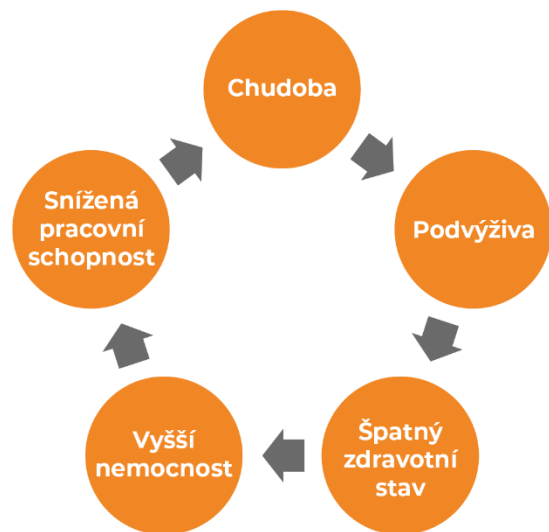 Chudoba
Podvýživa
Špatný
zdravotní
stav
Vyšší
nemocnost
Snížená
pracovní
schopnost